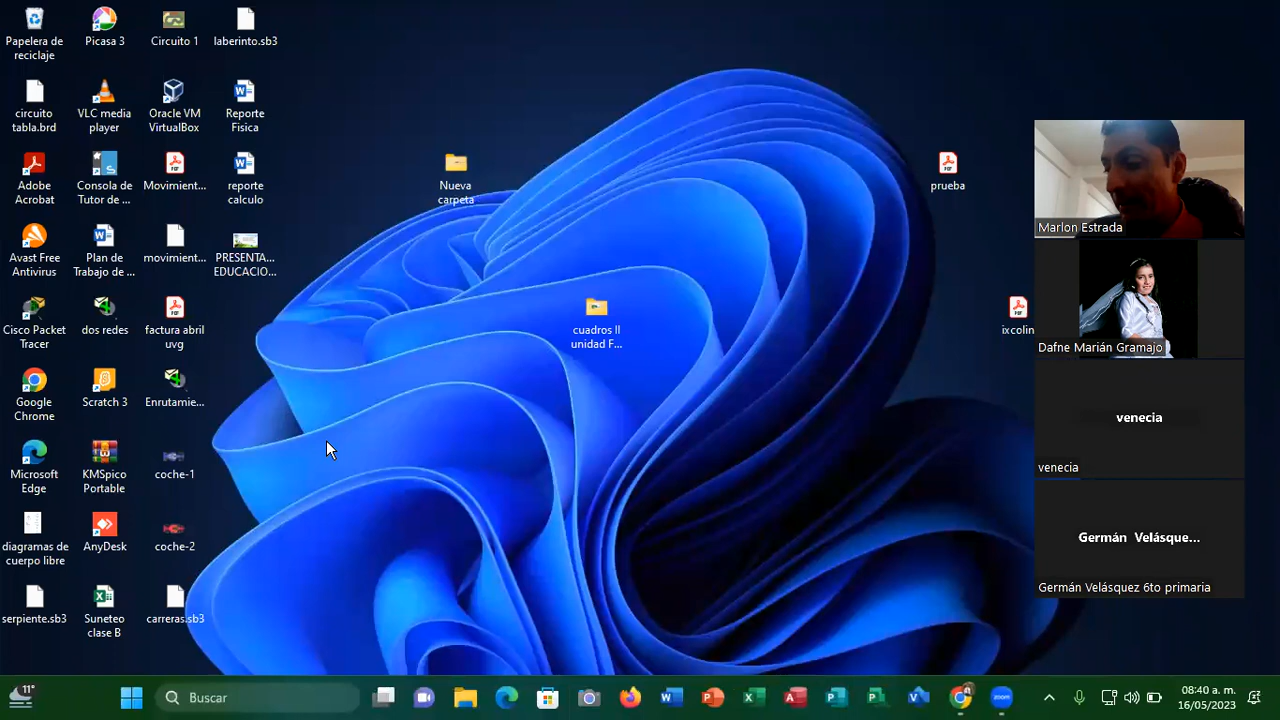 Papelera de
reciclaje
Picasa 3
Circuito 1
laberinto.sb3
circuito
tabla.brd
VLC media
player
Oracle VM
VirtualBox
Reporte
Fisica
Adobe
Acrobat
Consola de
Tutor de ...
Movimient...
reporte
calculo
Avast Free
Antivirus
Plan de
Trabajo de ...
movimient...
PRESENTA...
EDUCACIO...
Cisco Packet
Tracer
dos redes
factura abril
uvg
Google
Chrome
Scratch 3
Enrutamie...
Microsoft
Edge
KMSpico
Portable
coche-1
diagramas de
cuerpo libre
AnyDesk
coche-2
serpiente.sb3
Suneteo
clase B
carreras.sb3
Nueva
carpeta
cuadros II
unidad F...
prueba
ixcolin
Marlon Estrada
Dafne Marián Gramajo
venecia
venecia
Germán Velásque...
Germán Velásquez 6to primaria
11°
Buscar
zoom
08:40 a. m.
16/05/2023